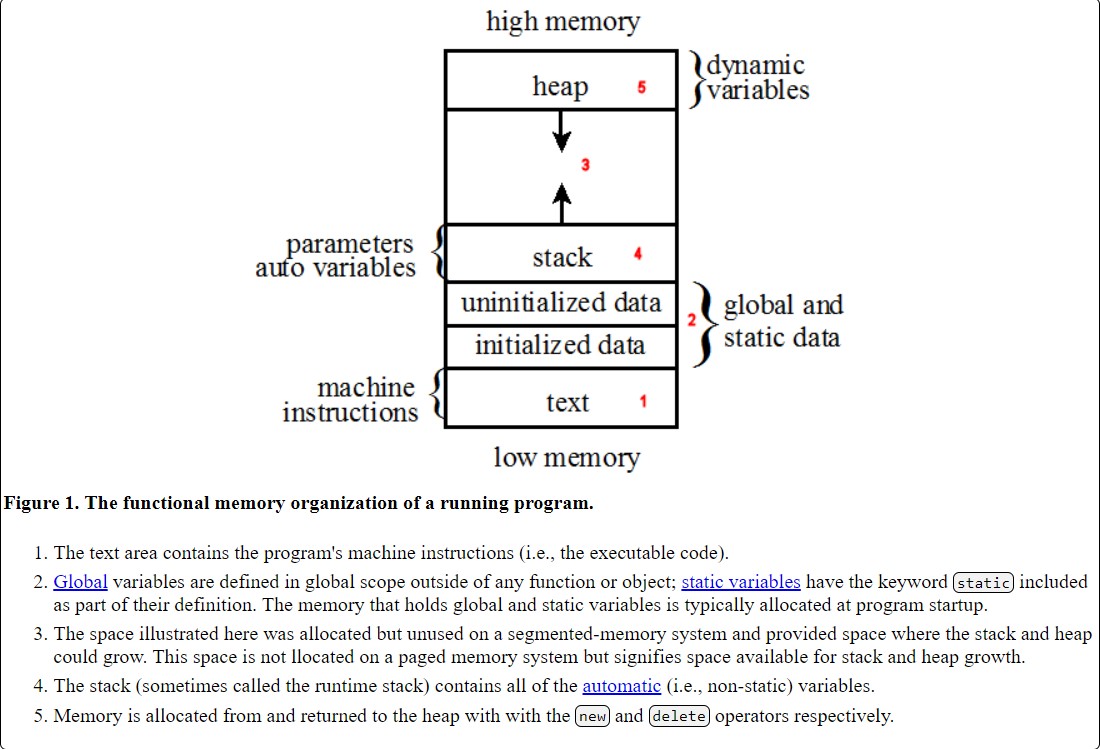 high memory
heap 5
dynamic
variables
3
parameters
auto variables
stack 4
uninitialized data
initialized data
2
global and
static data
machine
instructions
text 1
low memory
Figure 1. The functional memory organization of a running program.
1. The text area contains the program's machine instructions (i.e., the executable code).
2. Global variables are defined in global scope outside of any function or object; static variables have the keyword static included
as part of their definition. The memory that holds global and static variables is typically allocated at program startup.
3. The space illustrated here was allocated but unused on a segmented-memory system and provided space where the stack and heap
could grow. This space is not llocated on a paged memory system but signifies space available for stack and heap growth.
4. The stack (sometimes called the runtime stack) contains all of the automatic (i.e., non-static) variables.
5. Memory is allocated from and returned to the heap with with the new and delete operators respectively.